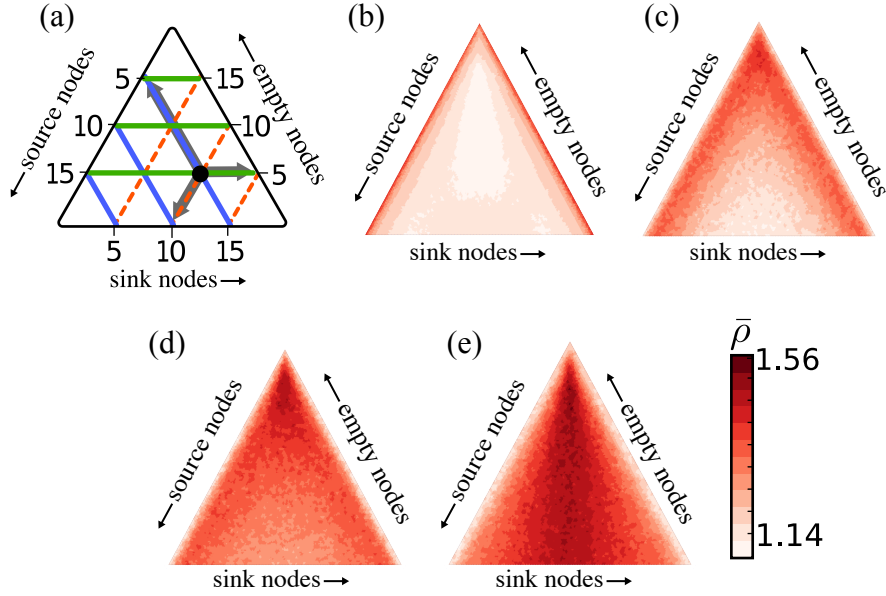 (a)
(b)
(c)
← source nodes
← empty nodes
5
10
15
15
10
5
5 10 15
sink nodes →
← source nodes
← empty nodes
sink nodes →
← source nodes
← empty nodes
sink nodes →
(d)
(e)
← source nodes
← empty nodes
sink nodes →
← source nodes
← empty nodes
sink nodes →
ρ̄
1.56
1.14